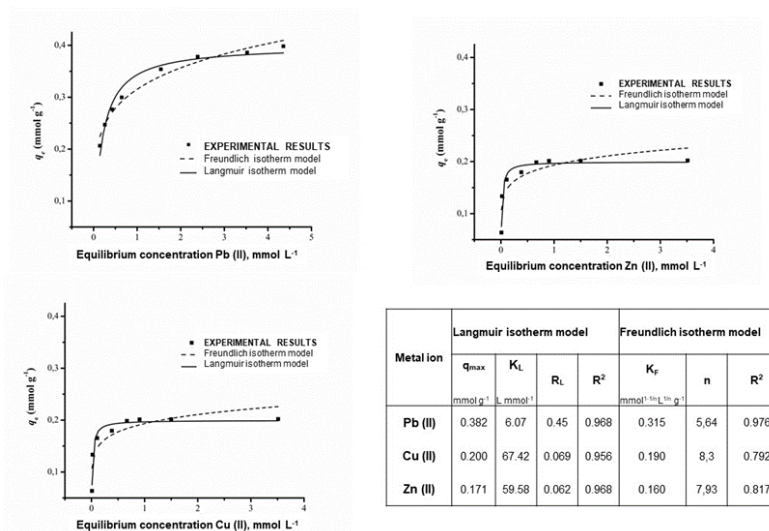 0,4
0,3
0,2
0,1
qe (mmol g-1)
EXPERIMENTAL RESULTS
Freundlich isotherm model
Langmuir isotherm model
0 1 2 3 4 5
Equilibrium concentration Pb (II), mmol L-1
0,4
0,3
0,2
0,1
qe (mmol g-1)
EXPERIMENTAL RESULTS
Freundlich isotherm model
Langmuir isotherm model
0 1 2 3 4
Equilibrium concentration Zn (II), mmol L-1
0,4
0,3
0,2
0,1
qe (mmol g-1)
EXPERIMENTAL RESULTS
Freundlich isotherm model
Langmuir isotherm model
0 1 2 3 4
Equilibrium concentration Cu (II), mmol L-1
Metal ion Langmuir isotherm model Freundlich isotherm model
qmax KL RL R2 KF n R2
mmol g-1 L mmol-1 mmol1-1/n L1/n g-1
Pb (II) 0.382 6.07 0.45 0.968 0.315 5,64 0.976
Cu (II) 0.200 67.42 0.069 0.956 0.190 8,3 0.792
Zn (II) 0.171 59.58 0.062 0.968 0.160 7,93 0.817